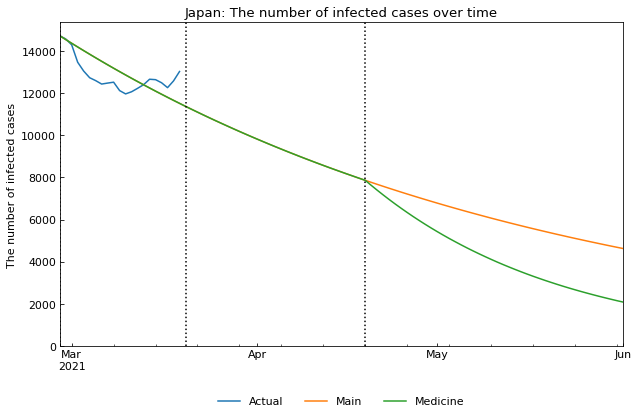 Japan: The number of infected cases over time
The number of infected cases
14000
12000
10000
8000
6000
4000
2000
0
Mar
2021
Apr
May
Jun
Actual
Main
Medicine